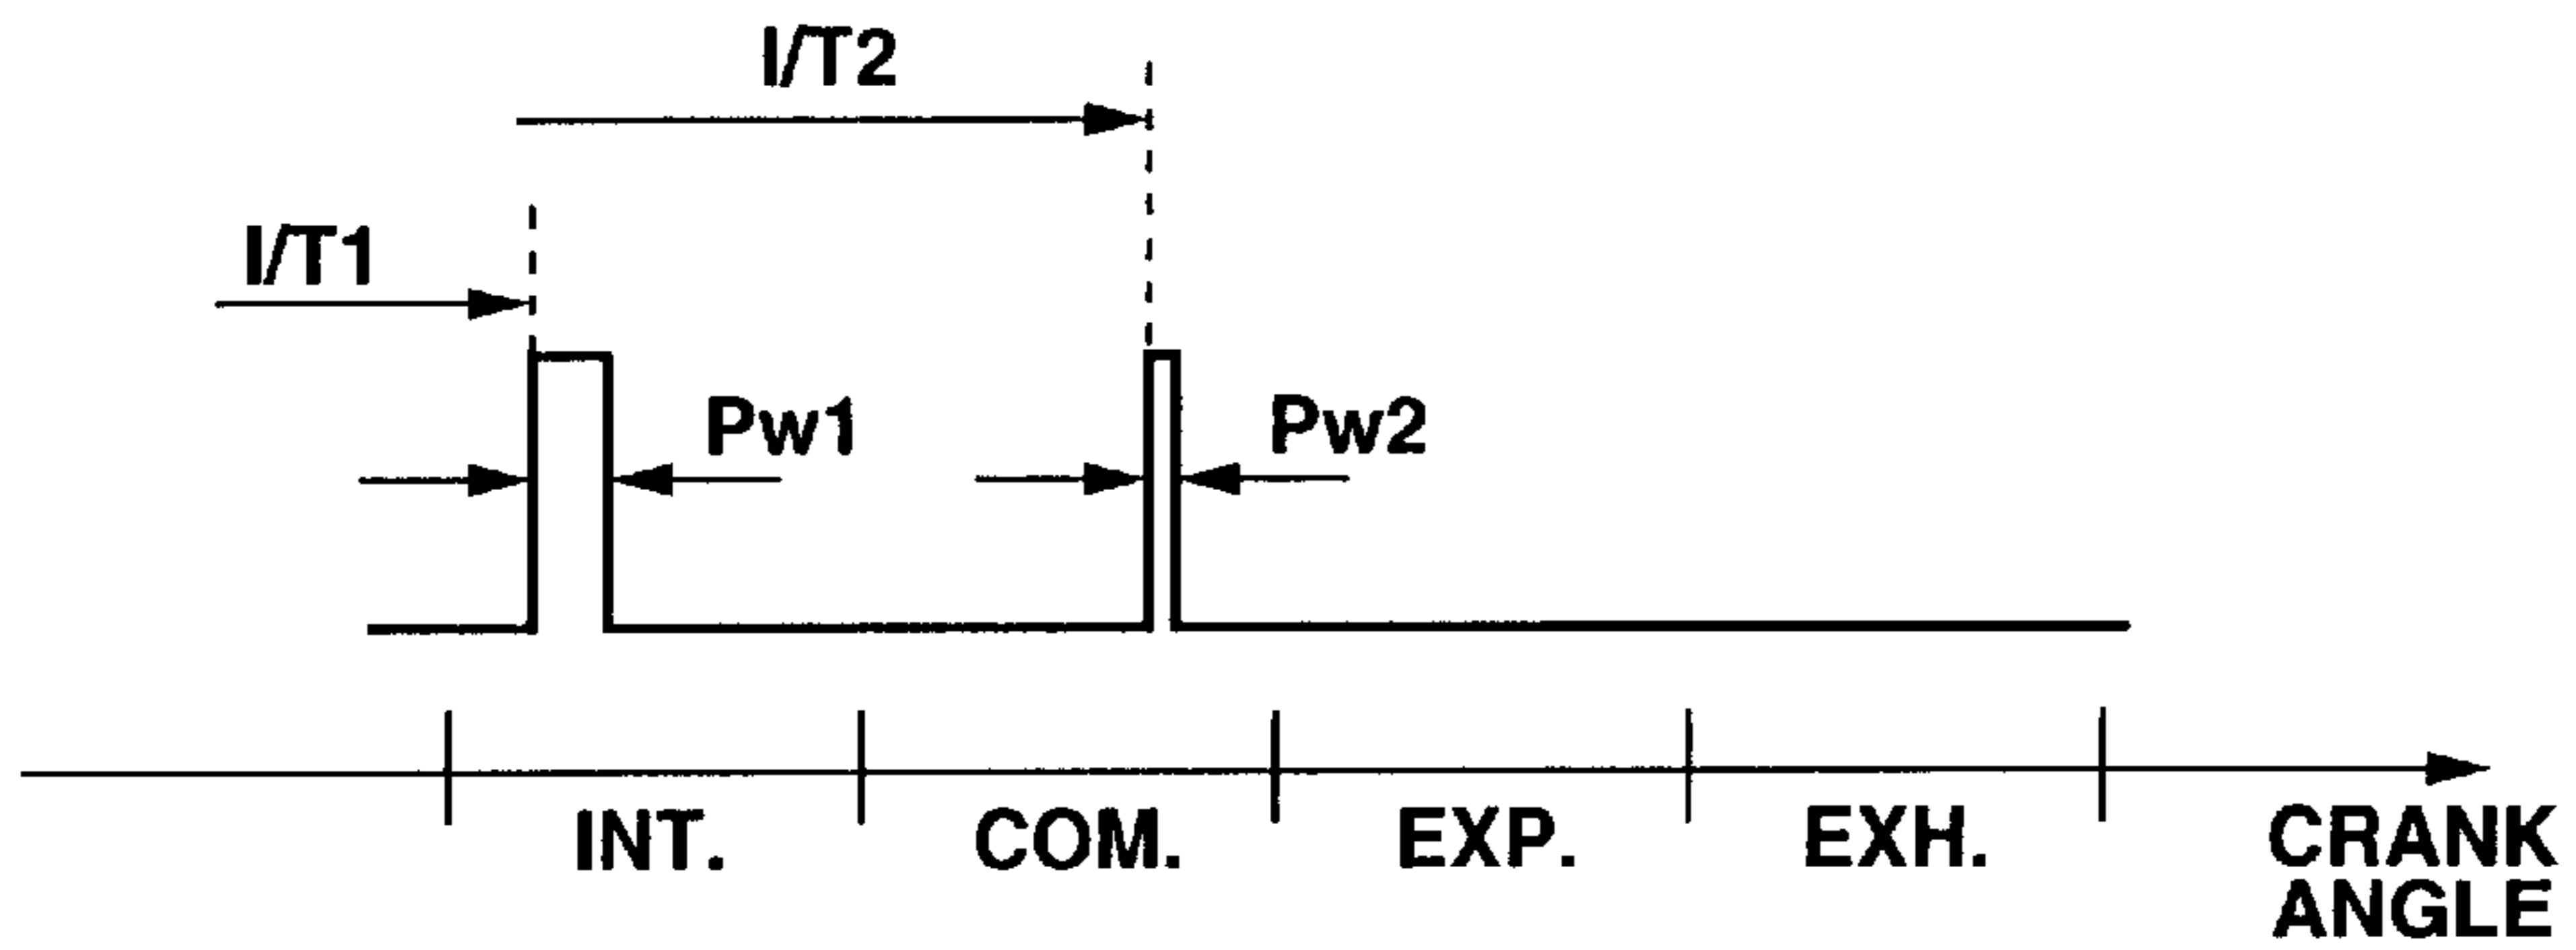 I/T2
I/T1
Pw1
Pw2
INT.
COM.
EXP.
EXH.
CRANK
ANGLE